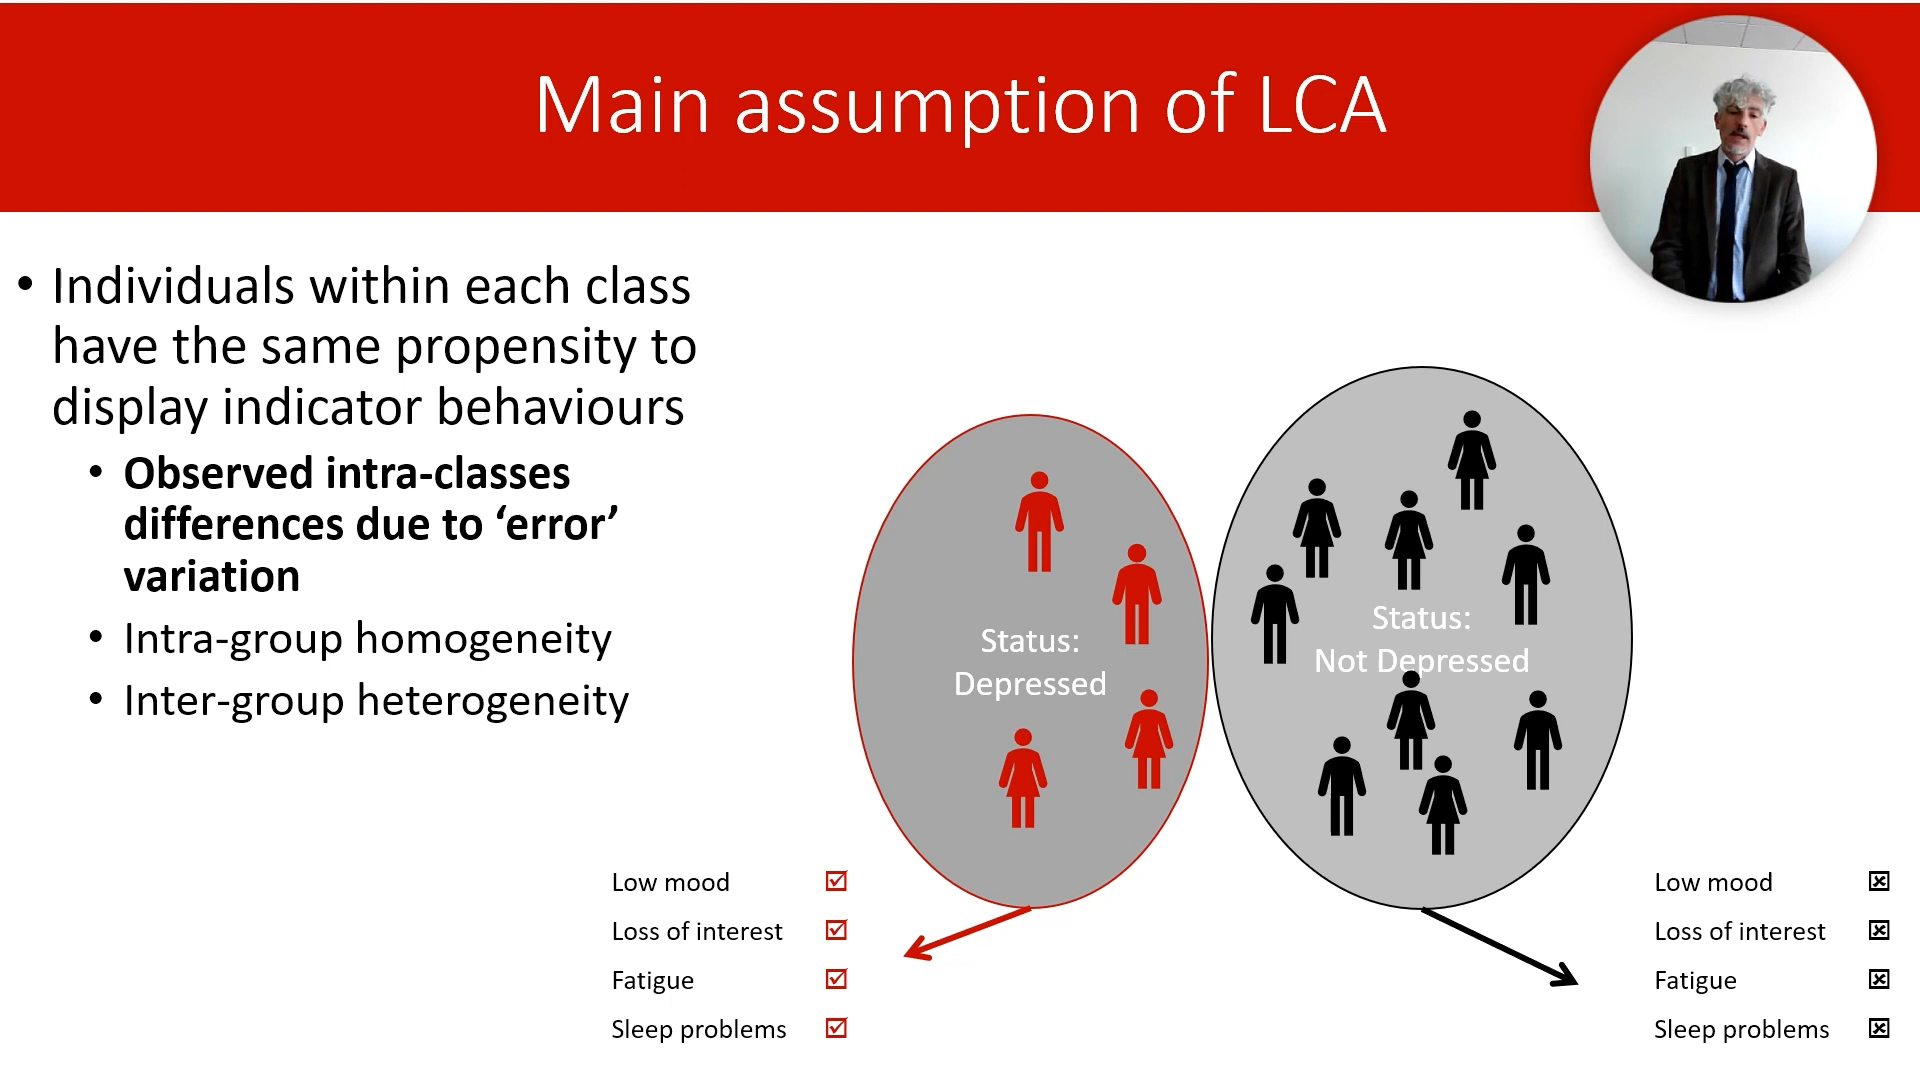 Main assumption of LCA
• Individuals within each class
have the same propensity to
display indicator behaviours
• Observed intra-classes
differences due to ‘error’
variation
• Intra-group homogeneity
• Inter-group heterogeneity
Status:
Depressed
Status:
Not Depressed
Low mood
Loss of interest
Fatigue
Sleep problems
Low mood
Loss of interest
Fatigue
Sleep problems